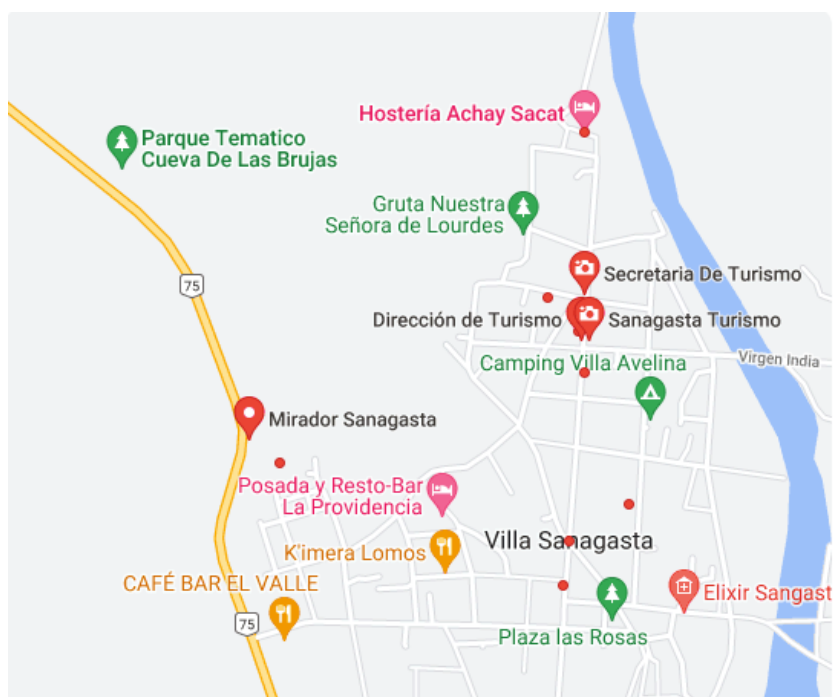 Hostería Achay Sacat
Parque Tematico
Cueva De Las Brujas
Gruta Nuestra
Señora de Lourdes
Secretaria De Turismo
75
Dirección de Turismo
Sanagasta Turismo
Virgen India
Camping Villa Avelina
Mirador Sanagasta
Posada y Resto-Bar
La Providencia
Villa Sanagasta
K'imera Lomos
CAFÉ BAR EL VALLE
Elixir Sangast
75
Plaza las Rosas